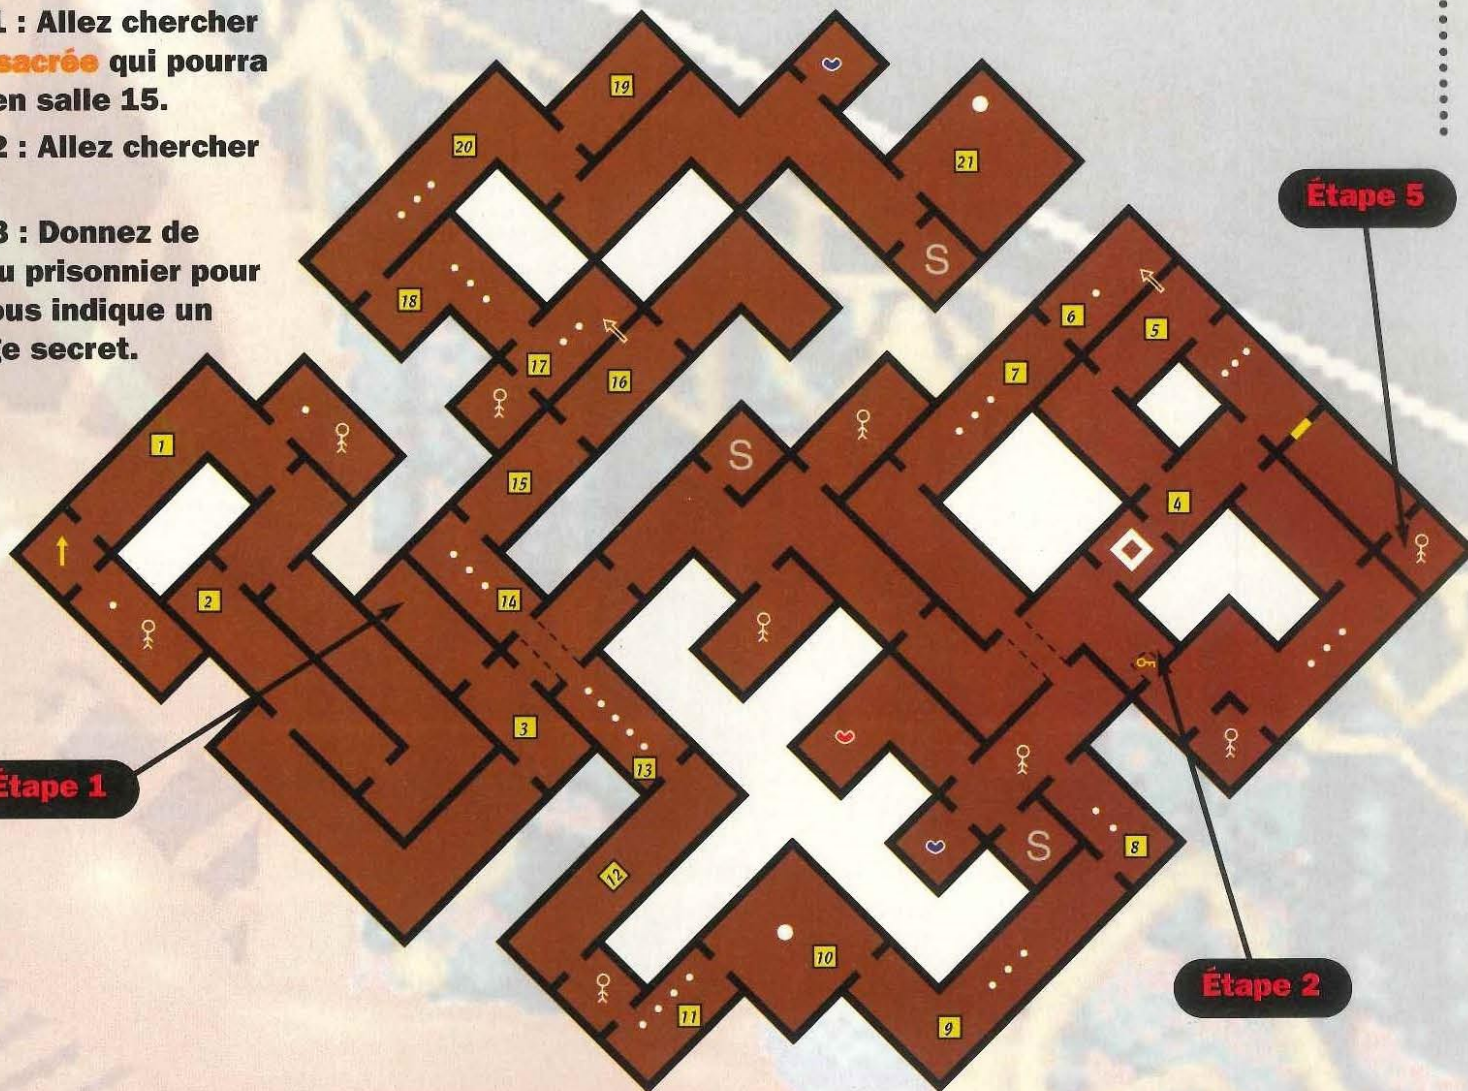 1 : Allez chercher
sacrée qui pourra
en salle 15.
2 : Allez chercher
3 : Donnez de
u prisonnier pour
ous indique un
ge secret.
Étape 5
Étape 1
Étape 2
19
20
21
18
17
16
6
5
7
1
15
4
2
14
3
13
12
8
10
11
9
S
S
S